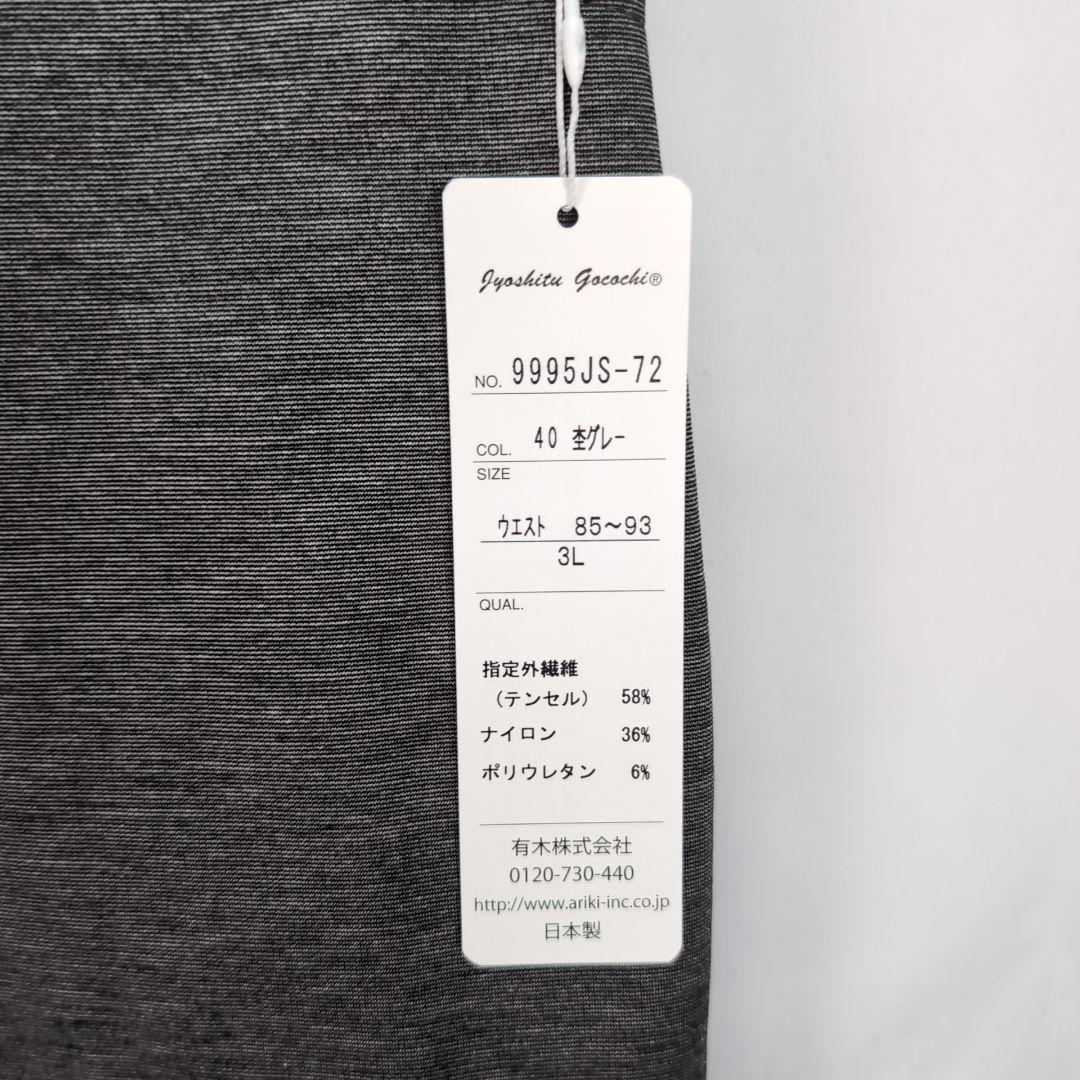 Jyoshitu Gocochi®
NO. 9995JS-72
COL. 40 杢グレー
SIZE
ウエスト 85〜93
3L
QUAL.
指定外繊維
（テンセル） 58%
ナイロン 36%
ポリウレタン 6%
有木株式会社
0120-730-440
http://www.ariki-inc.co.jp
日本製